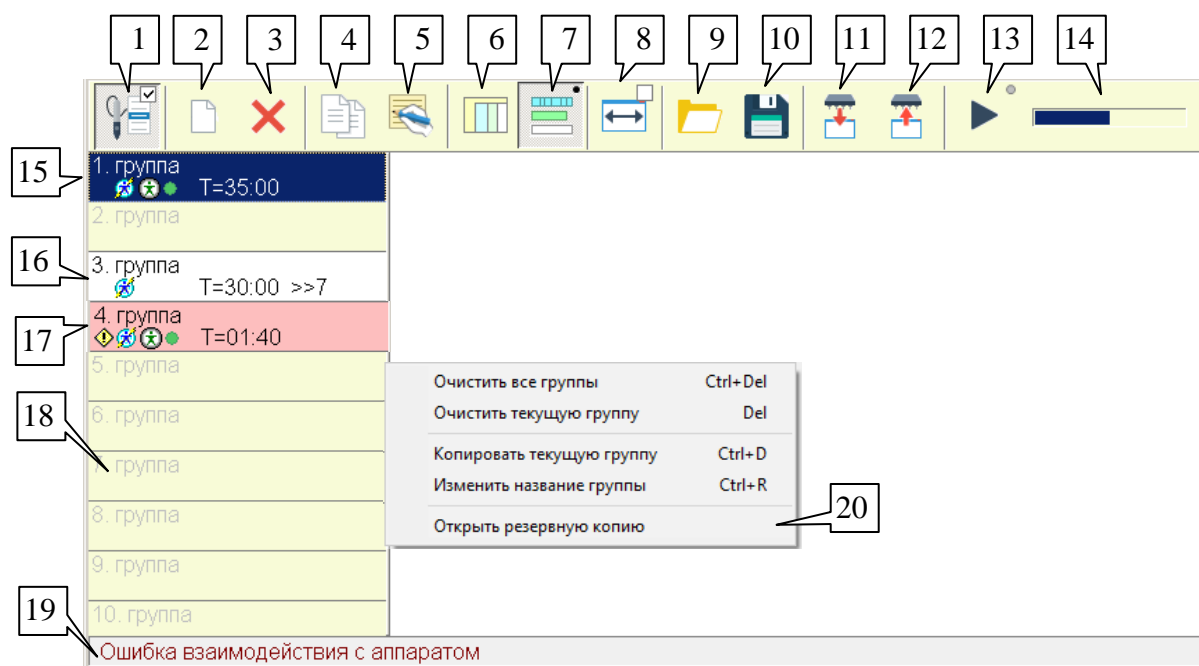 1 2 3 4 5 6 7 8 9 10 11 12 13 14
15
1. группа
T=35:00
2. группа
16
3. группа
T=30:00 >>7
17
4. группа
T=01:40
5. группа
Очистить все группы Ctrl+Del
18
6. группа
Очистить текущую группу Del
7. группа
Копировать текущую группу Ctrl+D
Изменить название группы Ctrl+R
8. группа
Открыть резервную копию
20
9. группа
19
10. группа
Ошибка взаимодействия с аппаратом